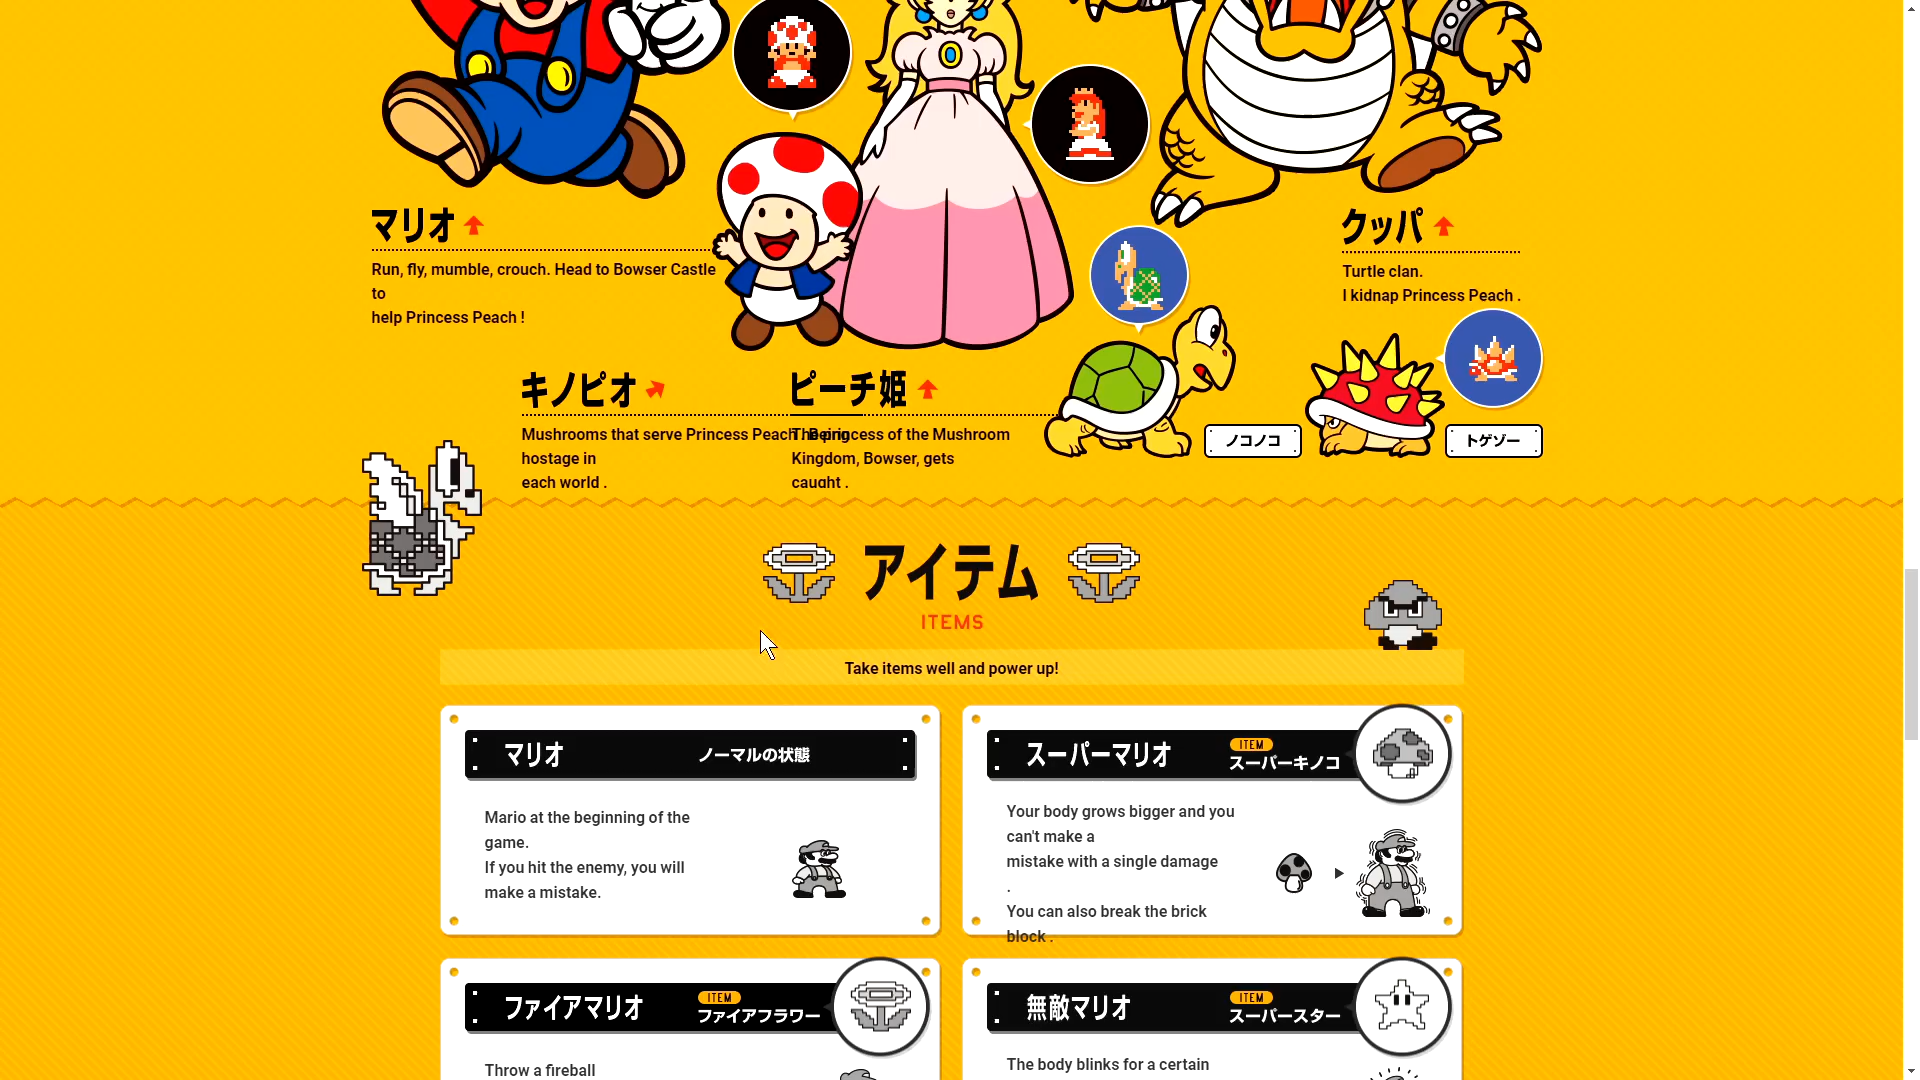 マリオ
Run, fly, mumble, crouch. Head to Bowser Castle
to
help Princess Peach !
クッパ
Turtle clan.
I kidnap Princess Peach .
キノピオ
Mushrooms that serve Princess Peach . Being
hostage in
each world .
ピーチ姫
The princess of the Mushroom
Kingdom, Bowser, gets
caught .
ノコノコ
トゲゾー
アイテム
ITEMS
Take items well and power up!
マリオ
ノーマルの状態
Mario at the beginning of the
game.
If you hit the enemy, you will
make a mistake.
スーパーマリオ
ITEM
スーパーキノコ
Your body grows bigger and you
can't make a
mistake with a single damage
.
You can also break the brick
block .
ファイアマリオ
ITEM
ファイアフラワー
Throw a fireball
無敵マリオ
ITEM
スーパースター
The body blinks for a certain